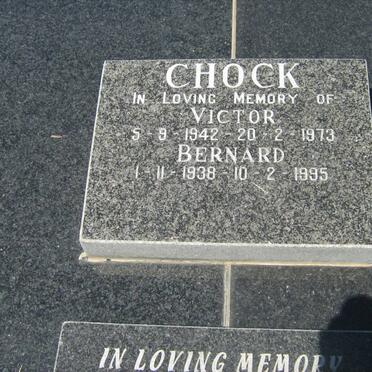 CHOCK
IN LOVING MEMORY OF
VICTOR
5-9-1942-20-2-1973
BERNARD
1-11-1938-10-2-1995
IN LOVING MEMORY